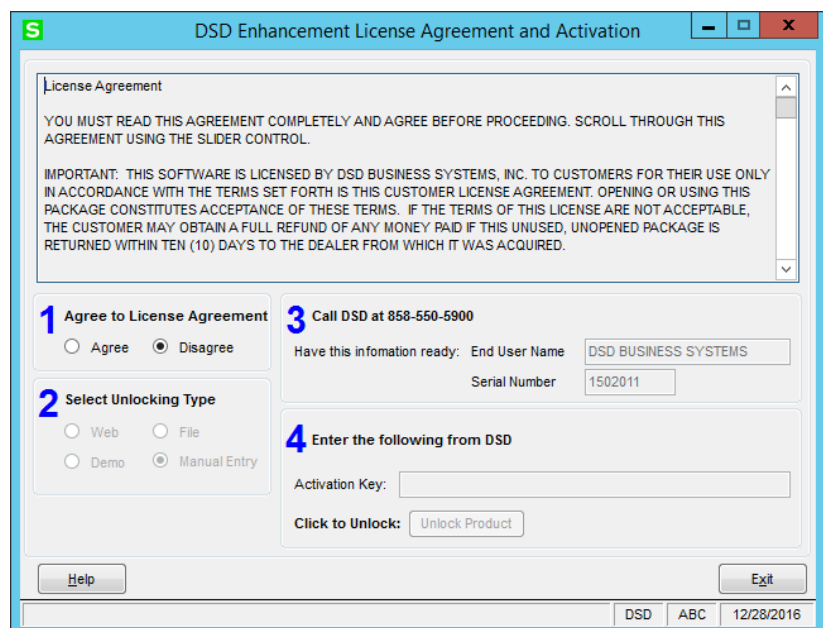 S
DSD Enhancement License Agreement and Activation
License Agreement
YOU MUST READ THIS AGREEMENT COMPLETELY AND AGREE BEFORE PROCEEDING. SCROLL THROUGH THIS
AGREEMENT USING THE SLIDER CONTROL.
IMPORTANT: THIS SOFTWARE IS LICENSED BY DSD BUSINESS SYSTEMS, INC. TO CUSTOMERS FOR THEIR USE ONLY
IN ACCORDANCE WITH THE TERMS SET FORTH IS THIS CUSTOMER LICENSE AGREEMENT. OPENING OR USING THIS
PACKAGE CONSTITUTES ACCEPTANCE OF THESE TERMS. IF THE TERMS OF THIS LICENSE ARE NOT ACCEPTABLE,
THE CUSTOMER MAY OBTAIN A FULL REFUND OF ANY MONEY PAID IF THIS UNUSED, UNOPENED PACKAGE IS
RETURNED WITHIN TEN (10) DAYS TO THE DEALER FROM WHICH IT WAS ACQUIRED.
1 Agree to License Agreement
Agree Disagree
2 Select Unlocking Type
Web File
Demo Manual Entry
3 Call DSD at 858-550-5900
Have this infomation ready: End User Name DSD BUSINESS SYSTEMS
Serial Number 1502011
4 Enter the following from DSD
Activation Key:
Click to Unlock: Unlock Product
Help Exit
DSD ABC 12/28/2016